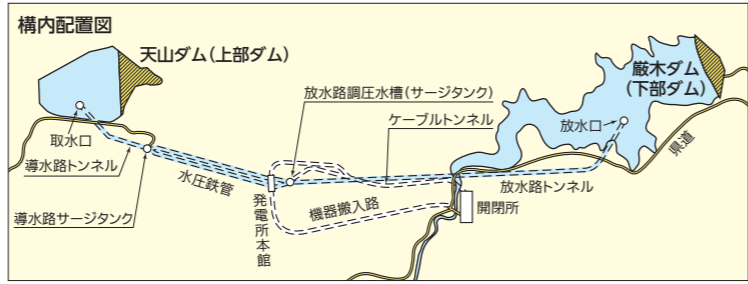 構内配置図
天山ダム(上部ダム)
取水口
導水路トンネル
導水路サージタンク
水圧鉄管
発電所本館
放水路調圧水槽(サージタンク)
ケーブルトンネル
機器搬入路
放水路トンネル
開閉所
放水口
厳木ダム
(下部ダム)
県道